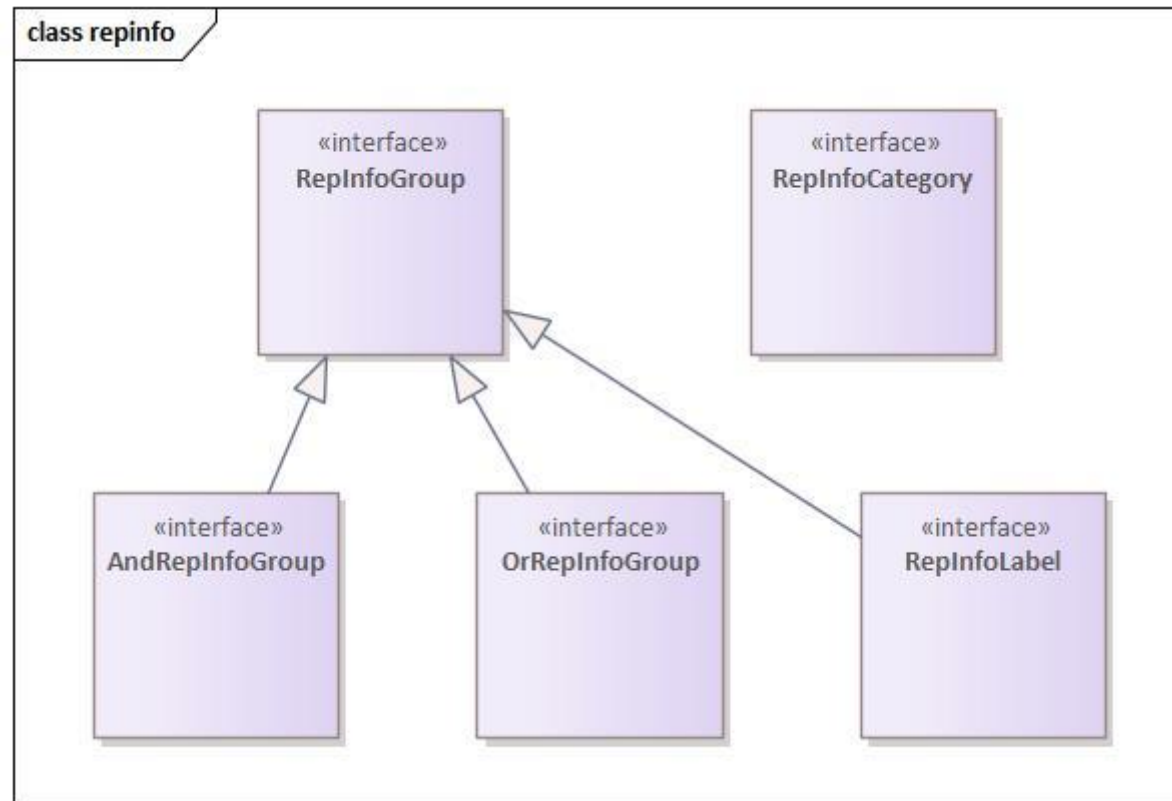 class repinfo
«interface»
RepInfoGroup
«interface»
RepInfoCategory
«interface»
AndRepInfoGroup
«interface»
OrRepInfoGroup
«interface»
RepInfoLabel